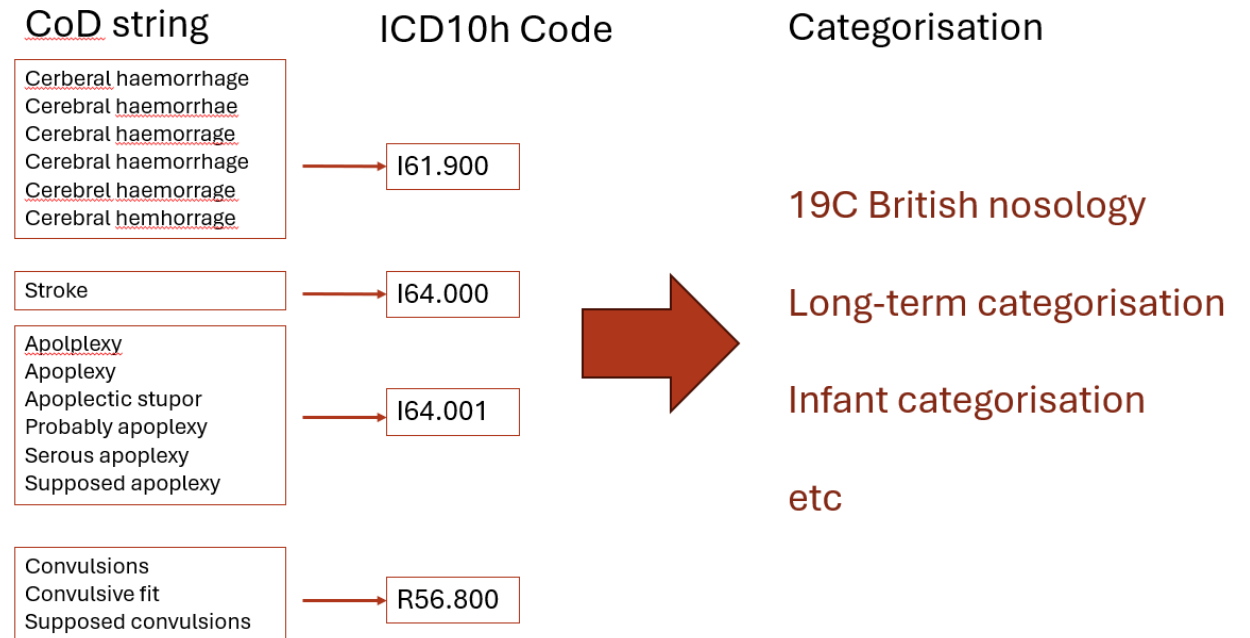 CoD string
ICD10h Code
Categorisation
Cerberal haemorrhage
Cerebral haemorrhae
Cerebral haemorrage
Cerebral haemorrhage
Cerebrel haemorrage
Cerebral hemhorrage
I61.900
Stroke
I64.000
Apolplexy
Apoplexy
Apoplectic stupor
Probably apoplexy
Serous apoplexy
Supposed apoplexy
I64.001
Convulsions
Convulsive fit
Supposed convulsions
R56.800
19C British nosology
Long-term categorisation
Infant categorisation
etc